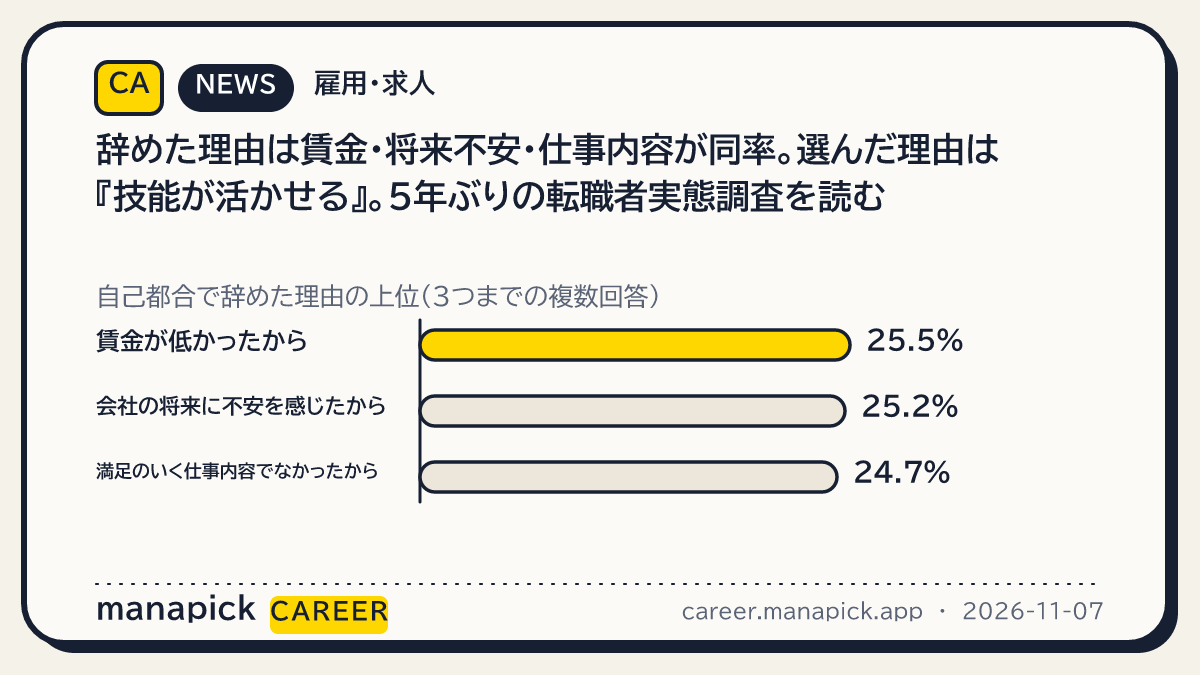 CA NEWS 雇用・求人
辞めた理由は賃金・将来不安・仕事内容が同率。選んだ理由は
『技能が活かせる』。5年ぶりの転職者実態調査を読む
自己都合で辞めた理由の上位（3つまでの複数回答）
賃金が低かったから 25.5%
会社の将来に不安を感じたから 25.2%
満足のいく仕事内容でなかったから 24.7%
manapick CAREER career.manapick.app ・ 2026-11-07